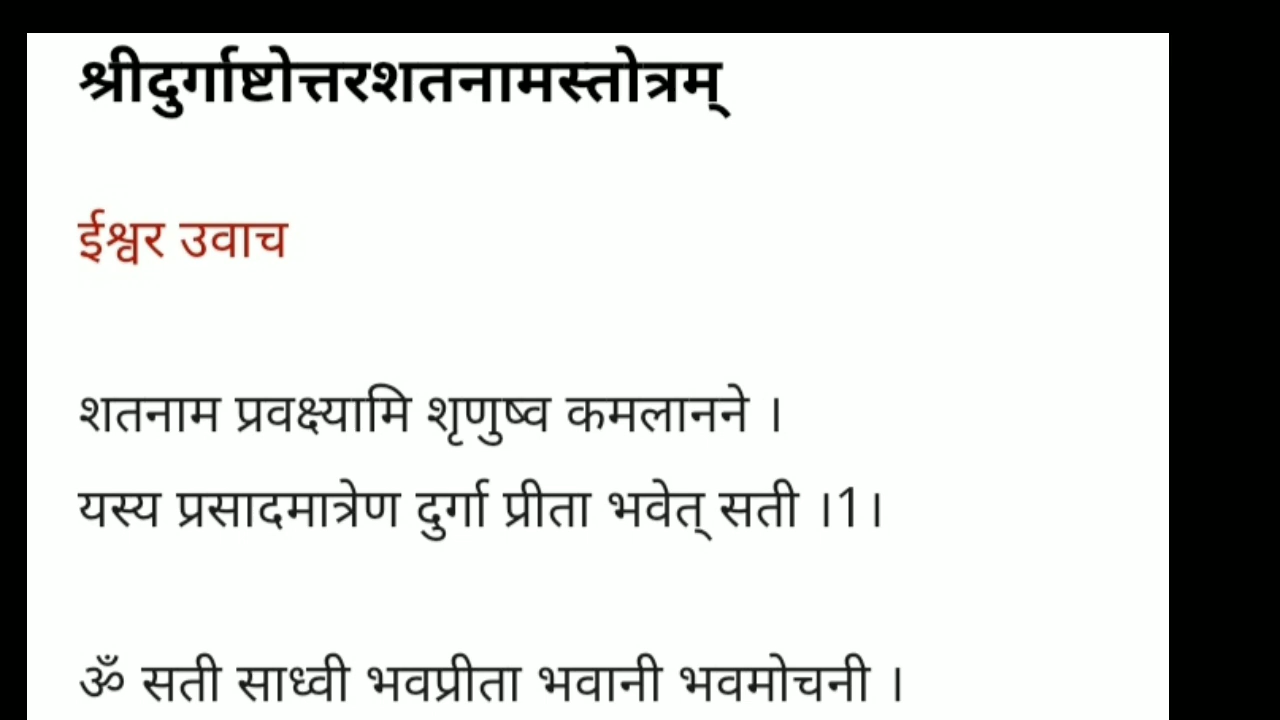 श्रीदुर्गाष्टोत्तरशतनामस्तोत्रम्
ईश्वर उवाच
शतनाम प्रवक्ष्यामि शृणुष्व कमलानने ।
यस्य प्रसादमात्रेण दुर्गा प्रीता भवेत् सती ।1।
ॐ सती साध्वी भवप्रीता भवानी भवमोचनी ।